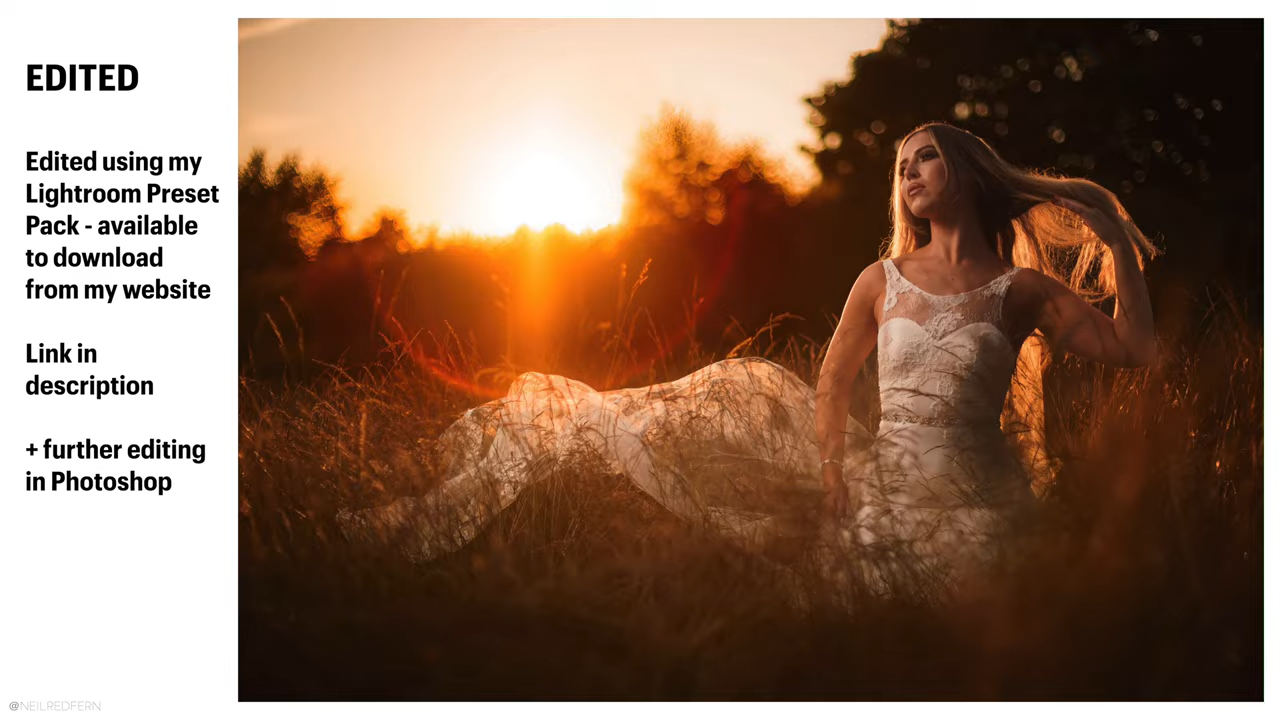 EDITED
Edited using my
Lightroom Preset
Pack - available
to download
from my website
Link in
description
+ further editing
in Photoshop
@NEILREDFERN